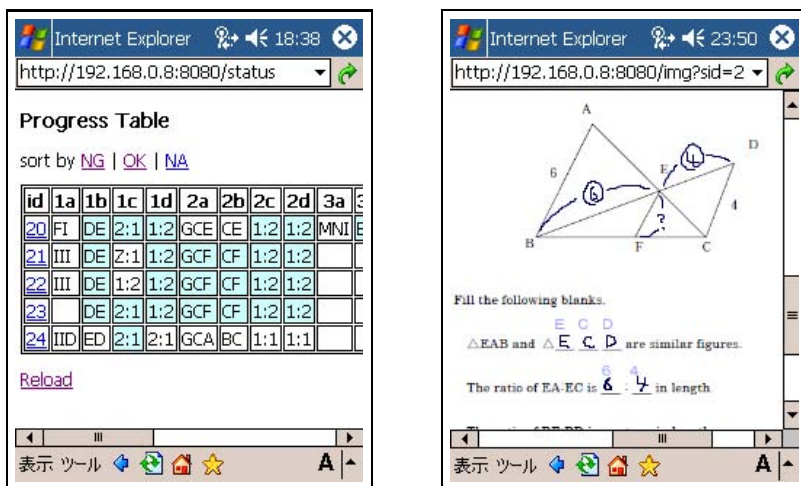 Internet Explorer 18:38
http://192.168.0.8:8080/status
Progress Table
sort by NG | OK | NA
id 1a 1b 1c 1d 2a 2b 2c 2d 3a
20 FI DE 2:1 1:2 GCE CE 1:2 1:2 MNI
21 III DE Z:1 1:2 GCF CF 1:2 1:2
22 III DE 1:2 1:2 GCF CF 1:2 1:2
23 DE 2:1 1:2 GCF CF 1:2 1:2
24 IID ED 2:1 2:1 GCA BC 1:1 1:1
Reload
表示 ツール A
Internet Explorer 23:50
http://192.168.0.8:8080/img?sid=2
A
D
E
4
6
6
4
?
B
F
C
Fill the following blanks.
E C D
△EAB and △E C D are similar figures.
6 4
The ratio of EA-EC is 6 : 4 in length.
表示 ツール A